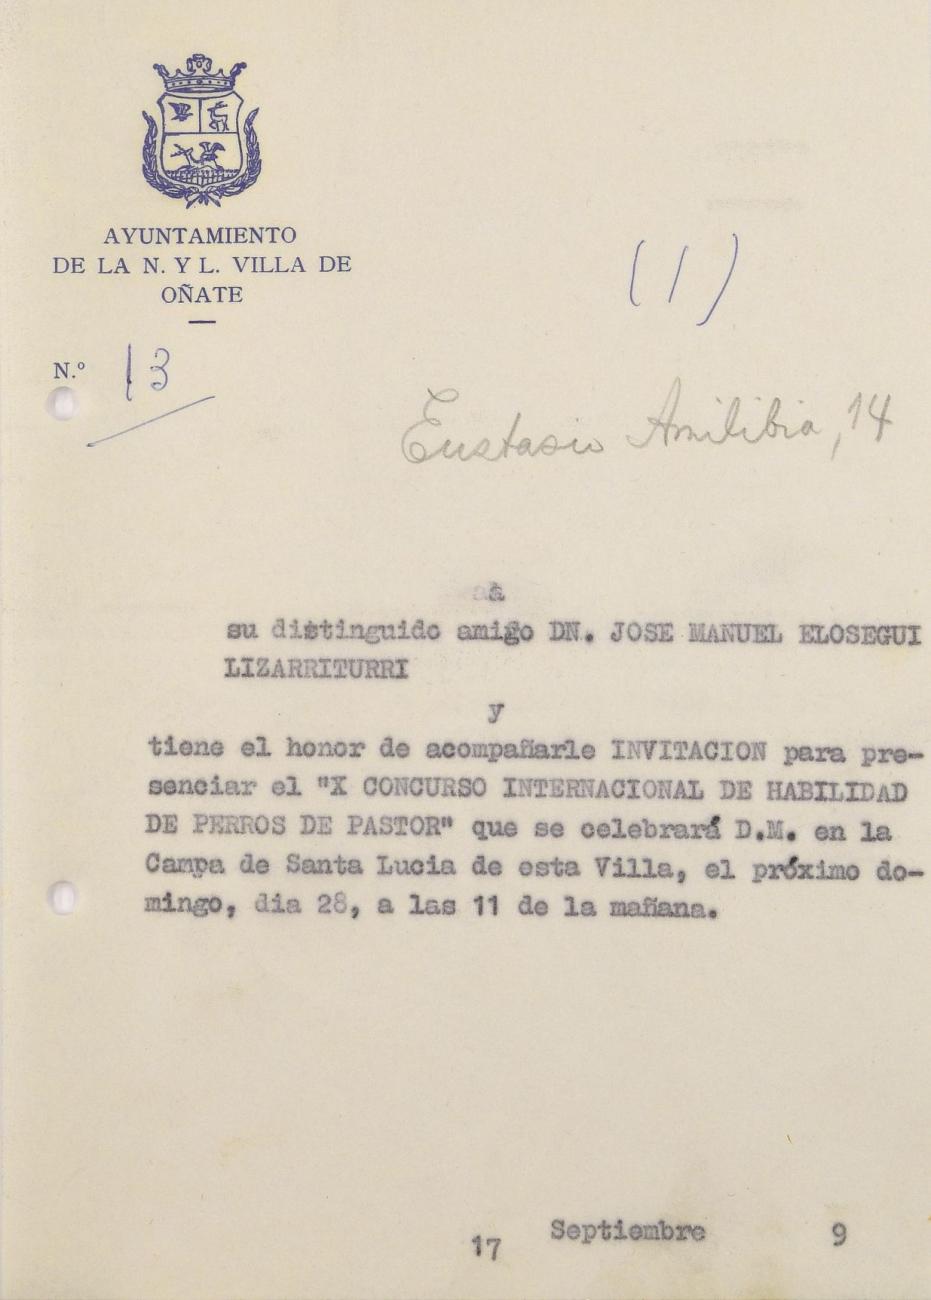 AYUNTAMIENTO
DE LA N. Y L. VILLA DE
OÑATE
(1)
N.º 13
Eustasio Amilibia, 14
a
su distinguido amigo DN. JOSE MANUEL ELOSEGUI
LIZARRITURRI
y
tiene el honor de acompañarle INVITACION para pre-
senciar el "X CONCURSO INTERNACIONAL DE HABILIDAD
DE PERROS DE PASTOR" que se celebrará D.M. en la
Campa de Santa Lucia de esta Villa, el próximo do-
mingo, dia 28, a las 11 de la mañana.
17 Septiembre 9